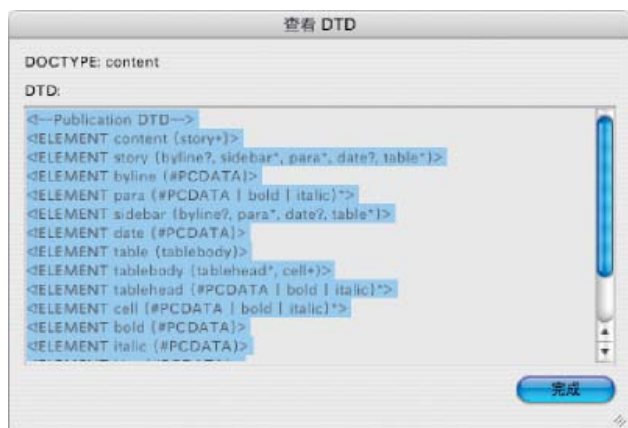 查看 DTD
DOCTYPE: content
DTD:
<!--Publication DTD-->
<!ELEMENT content (story+)>
<!ELEMENT story (byline?, sidebar*, para*, date?, table*)>
<!ELEMENT byline (#PCDATA)>
<!ELEMENT para (#PCDATA | bold | italic)*>
<!ELEMENT sidebar (byline?, para*, date?, table*)>
<!ELEMENT date (#PCDATA)>
<!ELEMENT table (tablebody)>
<!ELEMENT tablebody (tablehead*, cell+)>
<!ELEMENT tablehead (#PCDATA | bold | italic)*>
<!ELEMENT cell (#PCDATA | bold | italic)*>
<!ELEMENT bold (#PCDATA)>
<!ELEMENT italic (#PCDATA)>
完成